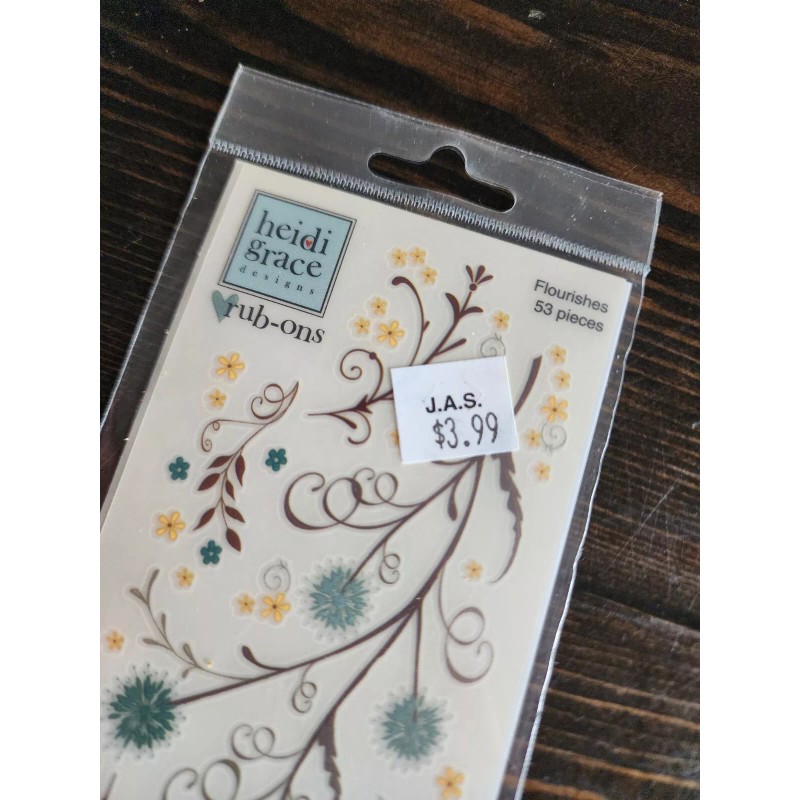 heidi
grace
designs
rub-ons
Flourishes
53 pieces
J.A.S.
$3.99